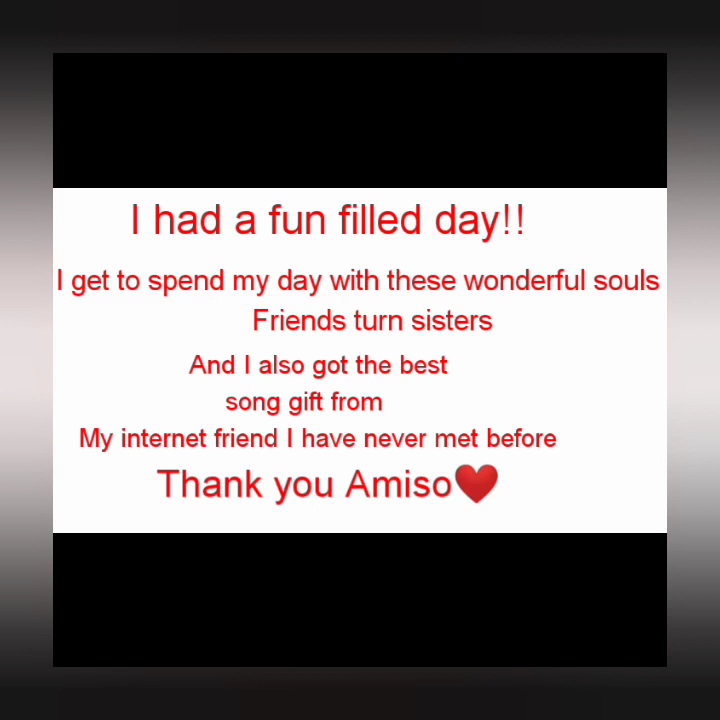 I had a fun filled day!!
I get to spend my day with these wonderful souls
Friends turn sisters
And I also got the best
song gift from
My internet friend I have never met before
Thank you Amiso❤️